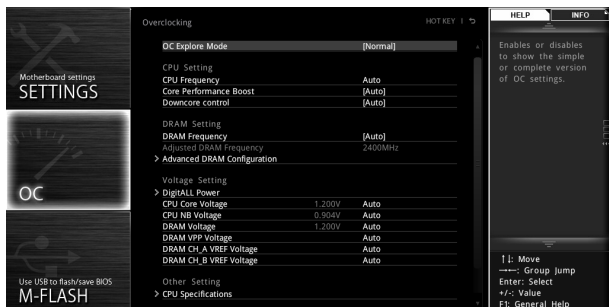 Overclocking
HOT KEY |
HELP
INFO
OC Explore Mode [Normal]
CPU Setting
CPU Frequency Auto
Core Performance Boost [Auto]
Downcore control [Auto]
DRAM Setting
DRAM Frequency [Auto]
Adjusted DRAM Frequency 2400MHz
> Advanced DRAM Configuration
Voltage Setting
> DigitALL Power
CPU Core Voltage 1.200V Auto
CPU NB Voltage 0.904V Auto
DRAM Voltage 1.200V Auto
DRAM VPP Voltage Auto
DRAM CH_A VREF Voltage Auto
DRAM CH_B VREF Voltage Auto
Other Setting
> CPU Specifications
Motherboard settings
SETTINGS
OC
Use USB to flash/save BIOS
M-FLASH
Enables or disables
to show the simple
or complete version
of OC settings.
↑↓: Move
→←: Group Jump
Enter: Select
+/-: Value
F1: General Help